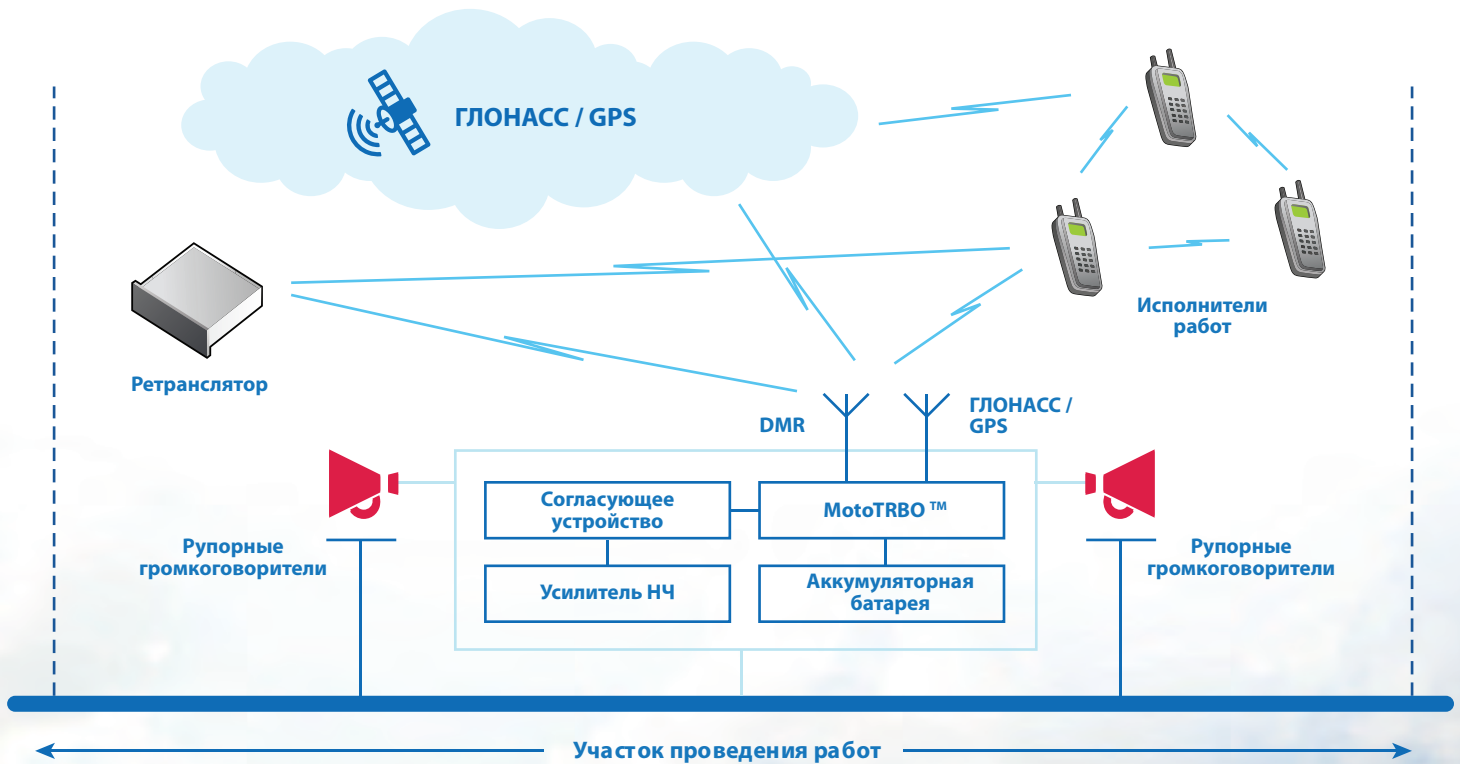 ГЛОНАСС / GPS
Исполнители
работ
Ретранслятор
DMR
ГЛОНАСС /
GPS
Согласующее
устройство
MotoTRBO ™
Рупорные
громкоговорители
Усилитель НЧ
Аккумуляторная
батарея
Рупорные
громкоговорители
Участок проведения работ